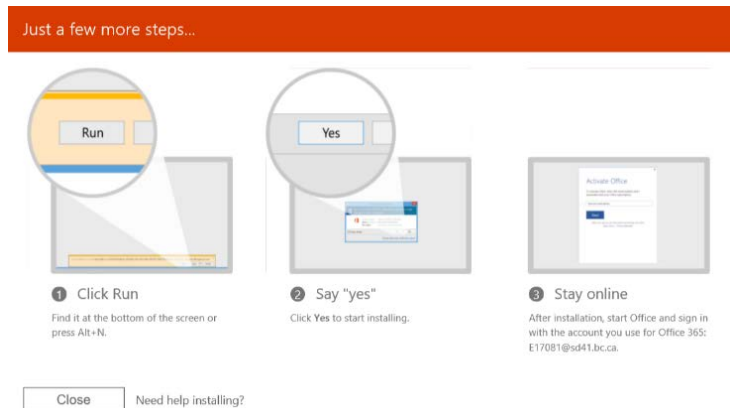 Just a few more steps...
Run
Yes
Activate Office
1 Click Run
Find it at the bottom of the screen or
press Alt+N.
2 Say "yes"
Click Yes to start installing.
3 Stay online
After installation, start Office and sign in
with the account you use for Office 365:
E17081@sd41.bc.ca.
Close
Need help installing?